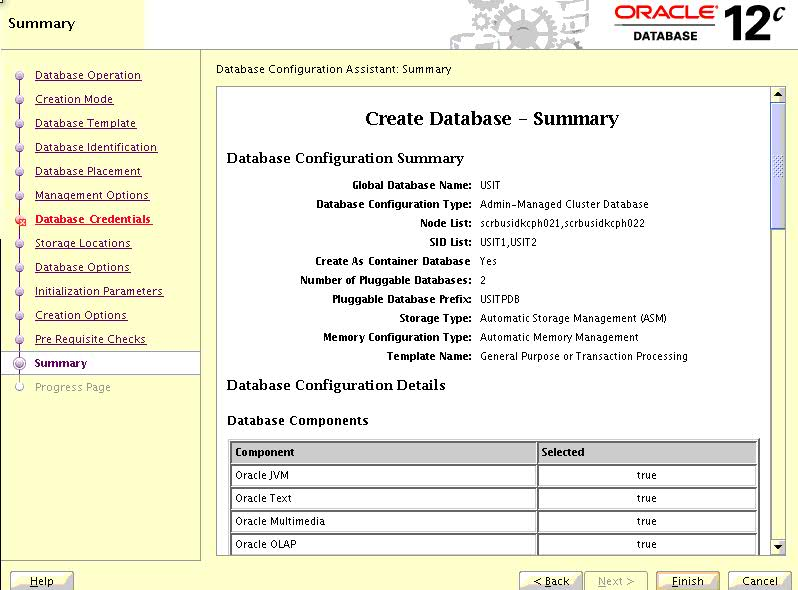 Summary
ORACLE
DATABASE
12c
Database Operation
Creation Mode
Database Template
Database Identification
Database Placement
Management Options
Database Credentials
Storage Locations
Database Options
Initialization Parameters
Creation Options
Pre Requisite Checks
Summary
Progress Page
Database Configuration Assistant: Summary
Create Database - Summary
Database Configuration Summary
Global Database Name: USIT
Database Configuration Type: Admin-Managed Cluster Database
Node List: scrbusidkcph021,scrbusidkcph022
SID List: USIT1,USIT2
Create As Container Database Yes
Number of Pluggable Databases: 2
Pluggable Database Prefix: USITPDB
Storage Type: Automatic Storage Management (ASM)
Memory Configuration Type: Automatic Memory Management
Template Name: General Purpose or Transaction Processing
Database Configuration Details
Database Components
Component Selected
Oracle JVM true
Oracle Text true
Oracle Multimedia true
Oracle OLAP true
Help < Back Next > Finish Cancel